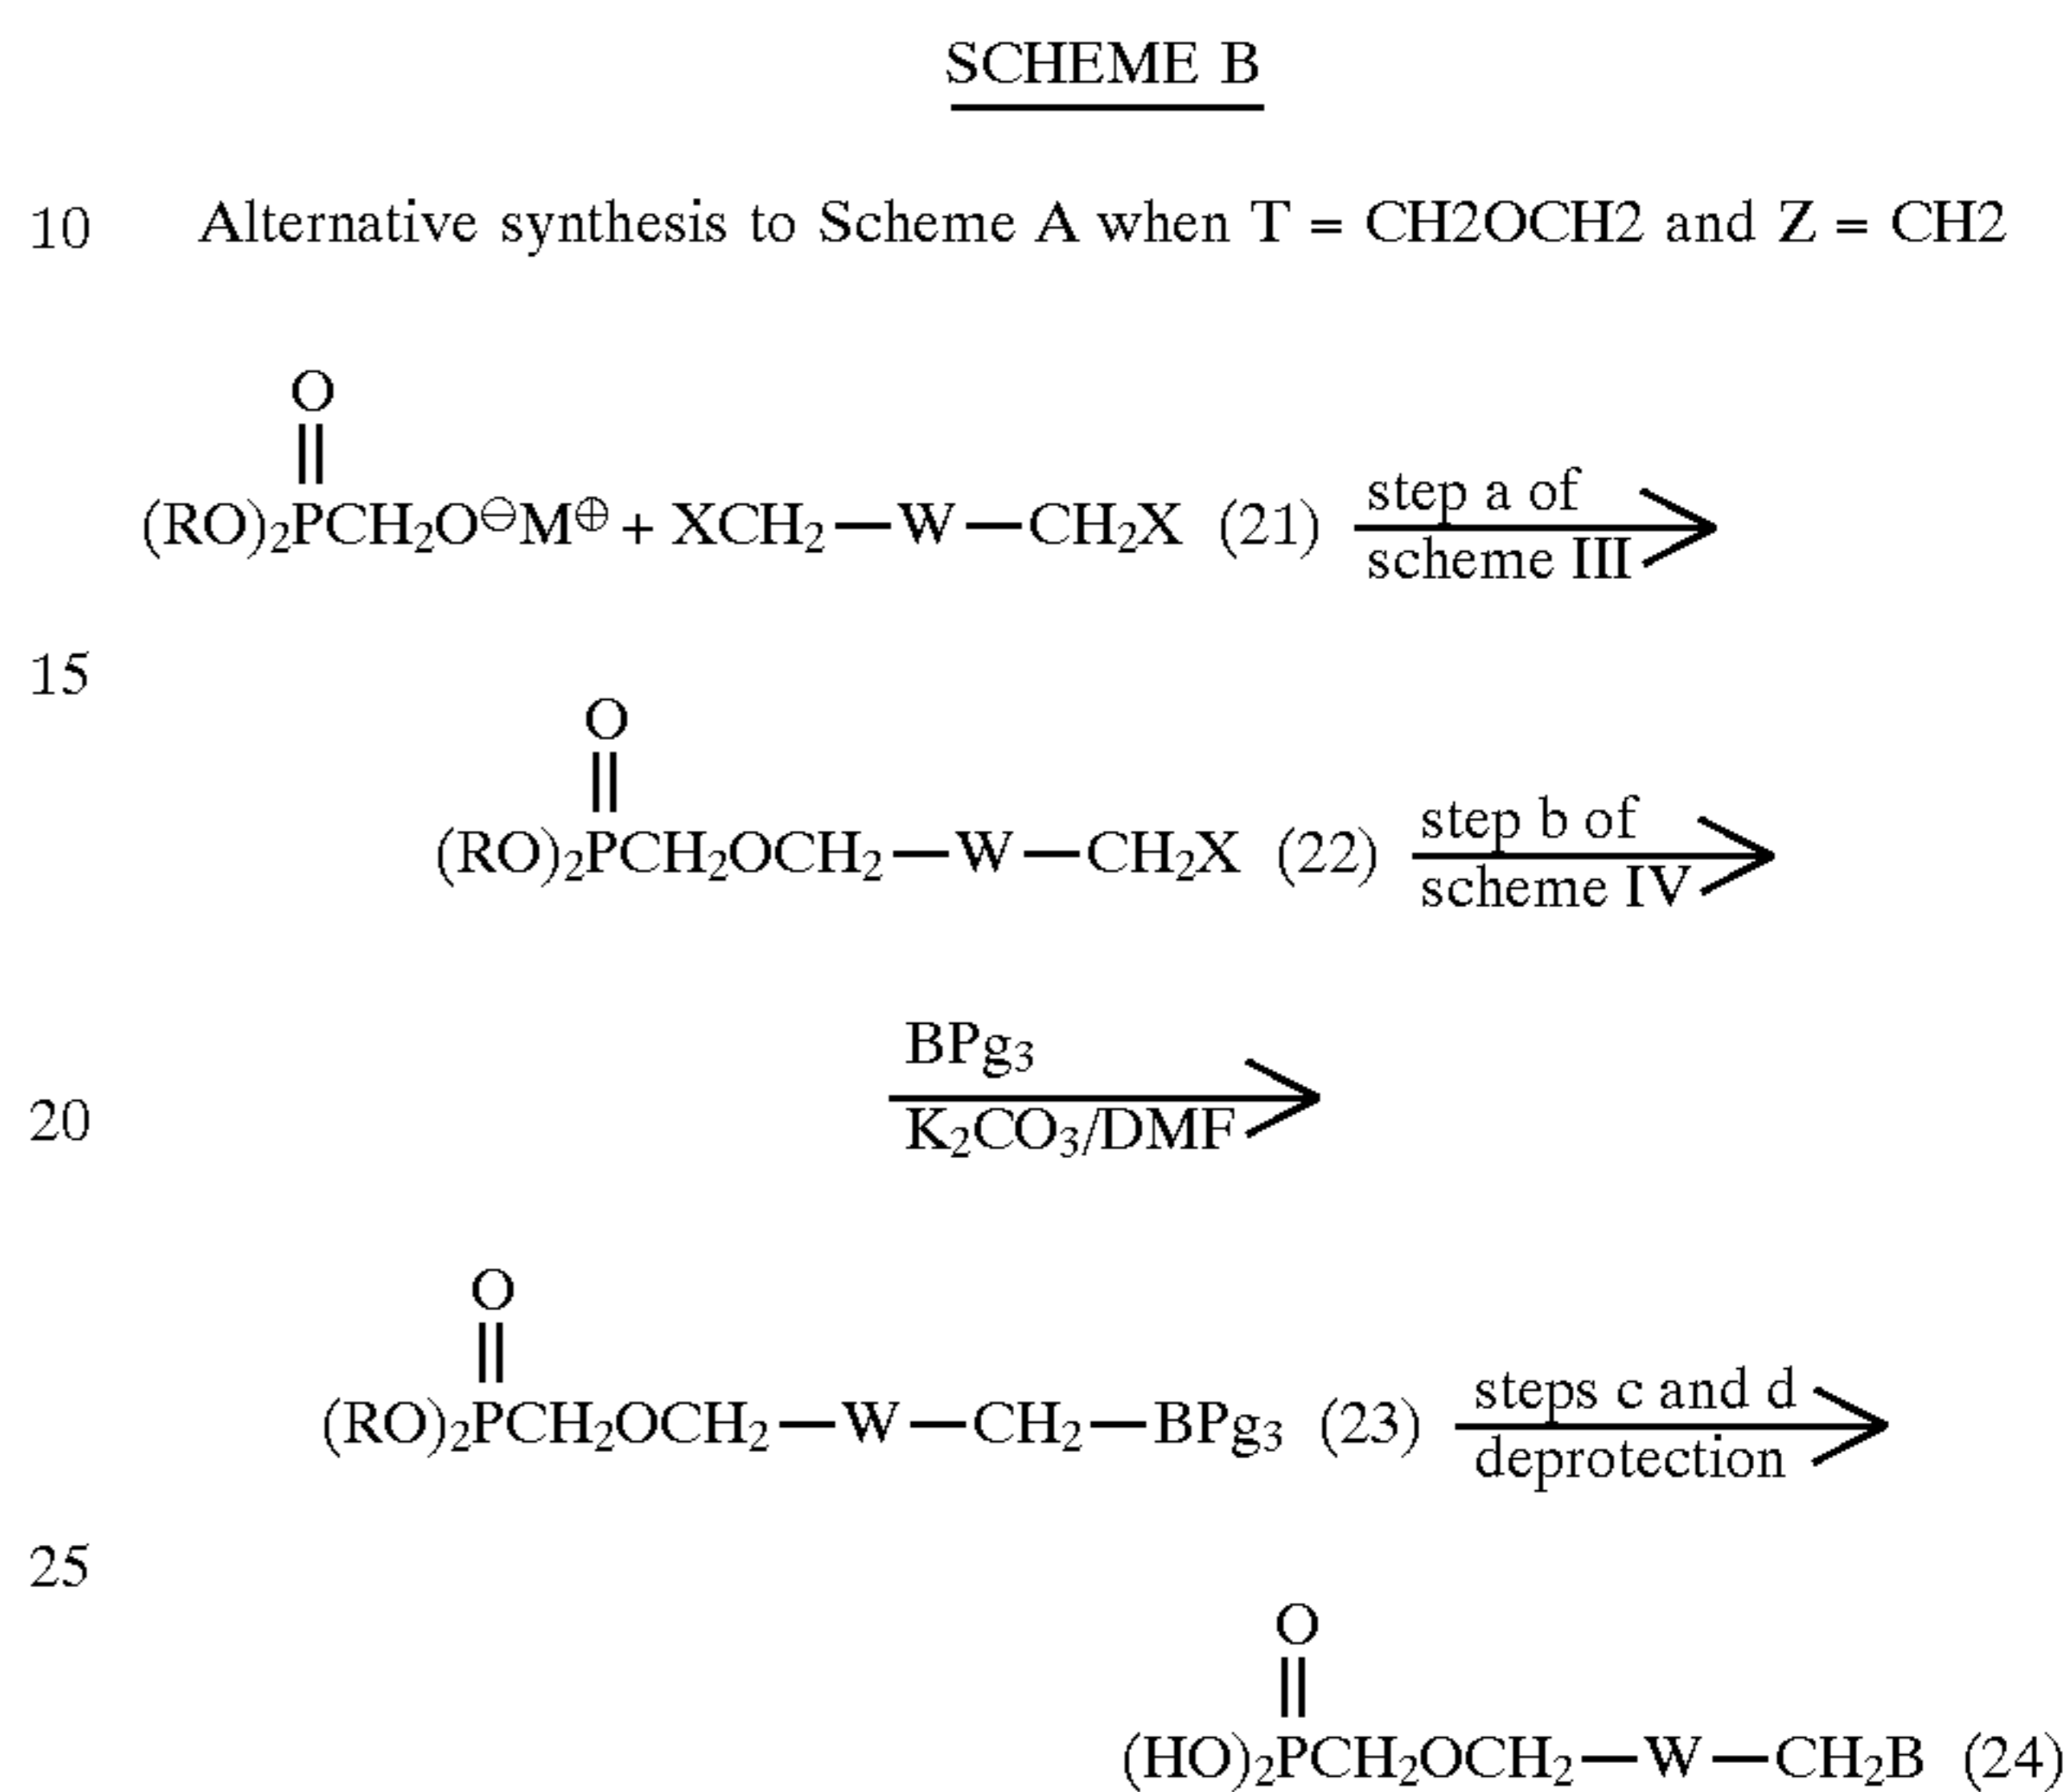 SCHEME B
10 Alternative synthesis to Scheme A when T = CH2OCH2 and Z = CH2
O
(RO)₂PCH₂O⊖M⊕ + XCH₂—W—CH₂X (21) step a of
scheme III
15
O
(RO)₂PCH₂OCH₂—W—CH₂X (22) step b of
scheme IV
BPg₃
20 K₂CO₃/DMF
O
(RO)₂PCH₂OCH₂—W—CH₂—BPg₃ (23) steps c and d
deprotection
25
O
(HO)₂PCH₂OCH₂—W—CH₂B (24)